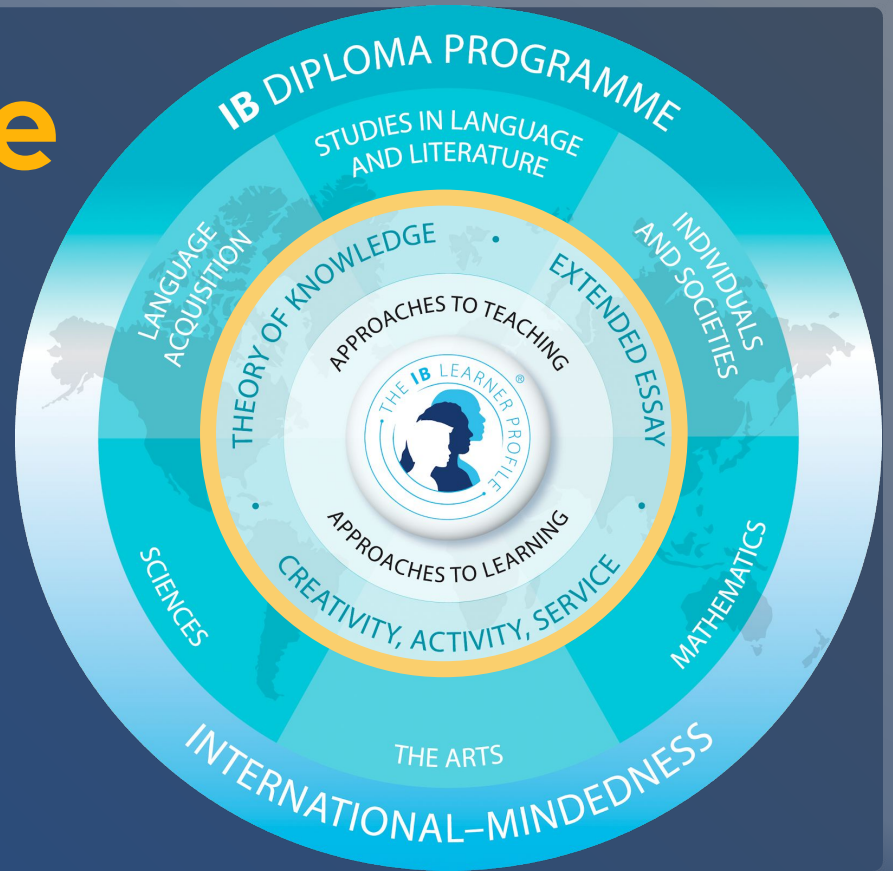 e
IB DIPLOMA PROGRAMME
STUDIES IN LANGUAGE
AND LITERATURE
LANGUAGE
ACQUISITION
INDIVIDUALS
AND SOCIETIES
THEORY OF KNOWLEDGE
•
EXTENDED ESSAY
APPROACHES TO TEACHING
THE IB LEARNER PROFILE
®
APPROACHES TO LEARNING
•
•
CREATIVITY, ACTIVITY, SERVICE
SCIENCES
MATHEMATICS
THE ARTS
INTERNATIONAL–MINDEDNESS